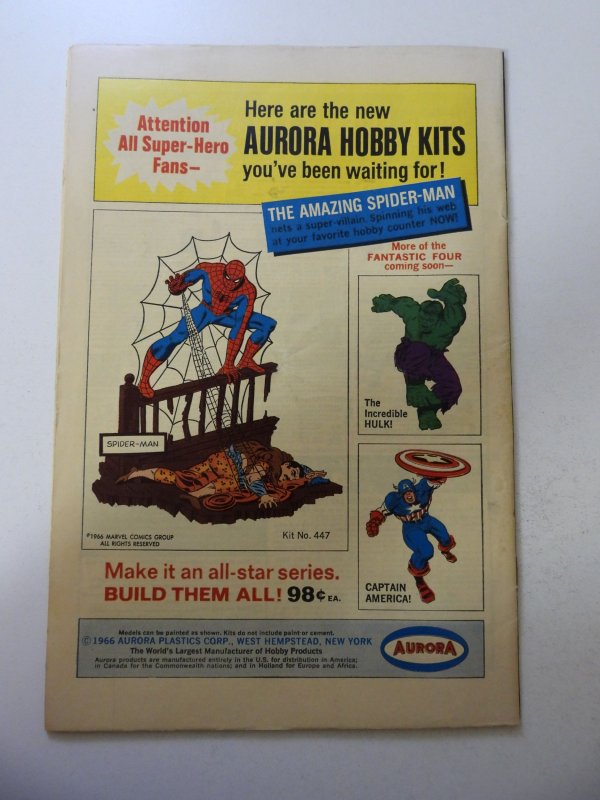 Attention
All Super-Hero
Fans—
Here are the new
AURORA HOBBY KITS
you've been waiting for!
THE AMAZING SPIDER-MAN
nets a super-villain. Spinning his web
at your favorite hobby counter NOW!
More of the
FANTASTIC FOUR
coming soon—
The
Incredible
HULK!
SPIDER-MAN
©1966 MARVEL COMICS GROUP
ALL RIGHTS RESERVED
Kit No. 447
CAPTAIN
AMERICA!
Make it an all-star series.
BUILD THEM ALL! 98¢ EA.
Models can be painted as shown. Kits do not include paint or cement.
©1966 AURORA PLASTICS CORP., WEST HEMPSTEAD, NEW YORK
The World's Largest Manufacturer of Hobby Products
Aurora products are manufactured entirely in the U.S. for distribution in America;
in Canada for the Commonwealth nations; and in Holland for Europe and Africa.
AURORA